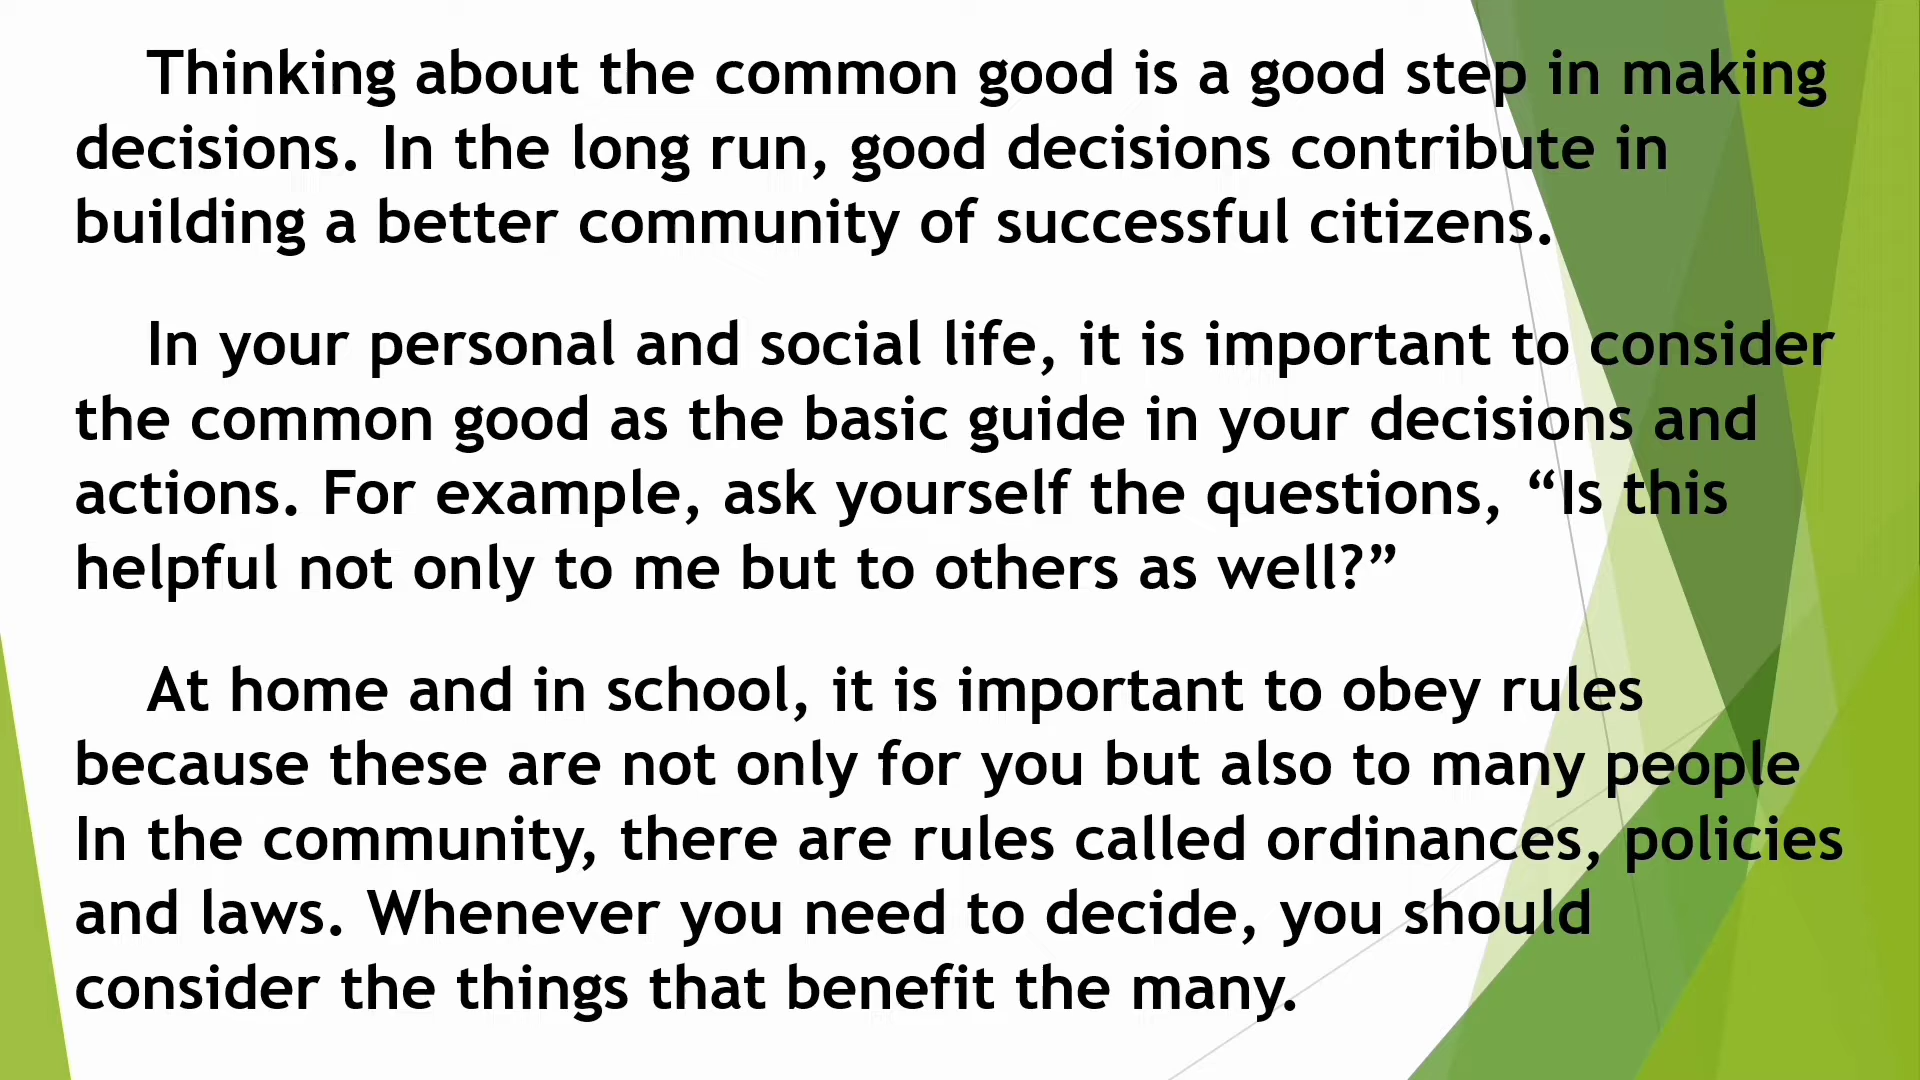 Thinking about the common good is a good step in making
decisions. In the long run, good decisions contribute in
building a better community of successful citizens.
In your personal and social life, it is important to consider
the common good as the basic guide in your decisions and
actions. For example, ask yourself the questions, “Is this
helpful not only to me but to others as well?”
At home and in school, it is important to obey rules
because these are not only for you but also to many people
In the community, there are rules called ordinances, policies
and laws. Whenever you need to decide, you should
consider the things that benefit the many.